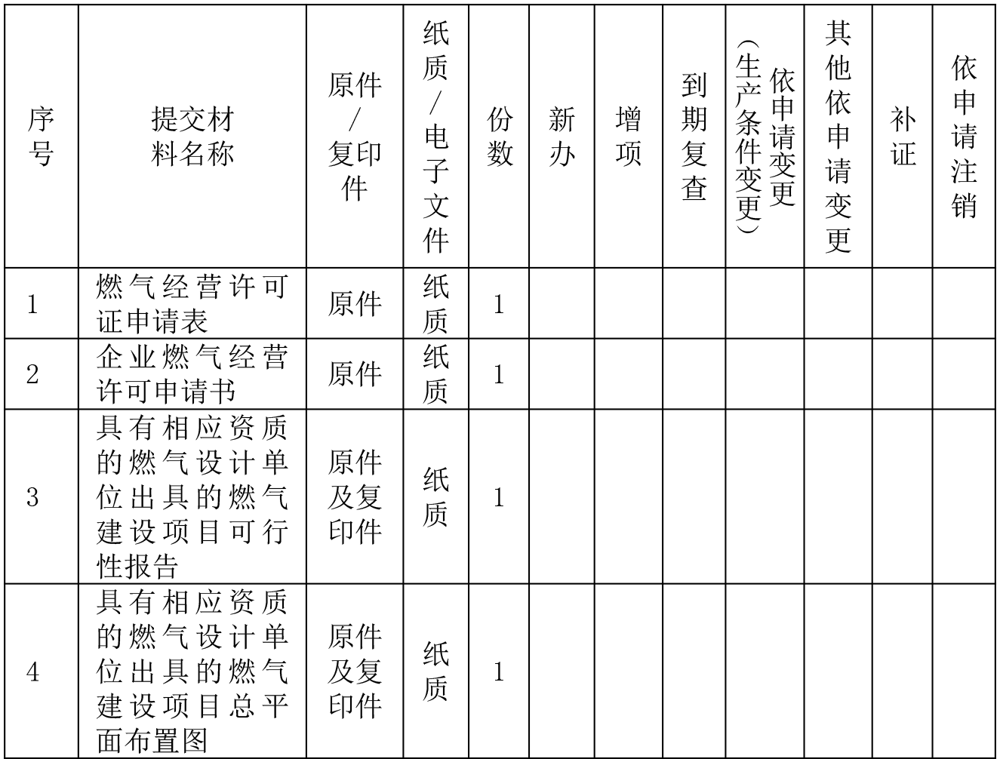 序号
提交材料名称
原件/复印件
纸质/电子文件
份数
新办
增项
到期复查
依申请变更
（生产条件变更）
其他依申请变更
补证
依申请注销
1
燃气经营许可
证申请表
原件
纸质
1
2
企业燃气经营
许可申请书
原件
纸质
1
3
具有相应资质
的燃气设计单
位出具的燃气
建设项目可行
性报告
原件
及复
印件
纸质
1
4
具有相应资质
的燃气设计单
位出具的燃气
建设项目总平
面布置图
原件
及复
印件
纸质
1